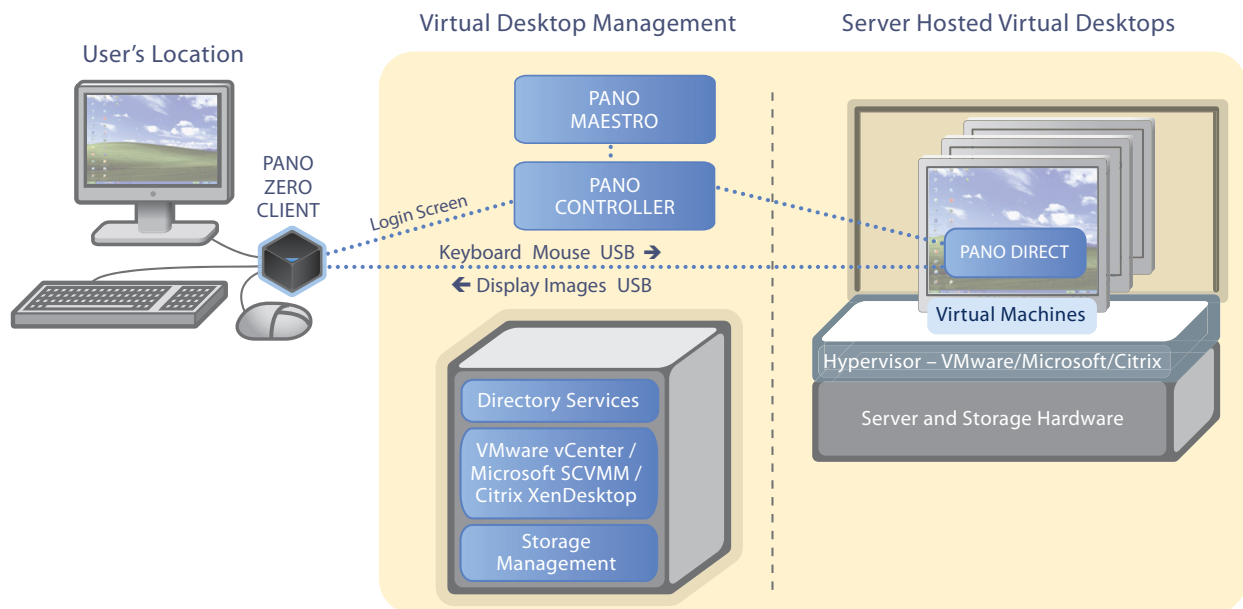 Virtual Desktop Management
Server Hosted Virtual Desktops
User's Location
PANO
ZERO
CLIENT
PANO
MAESTRO
PANO
CONTROLLER
Login Screen
Keyboard Mouse USB →
← Display Images USB
PANO DIRECT
Virtual Machines
Hypervisor – VMware/Microsoft/Citrix
Server and Storage Hardware
Directory Services
VMware vCenter /
Microsoft SCVMM /
Citrix XenDesktop
Storage
Management